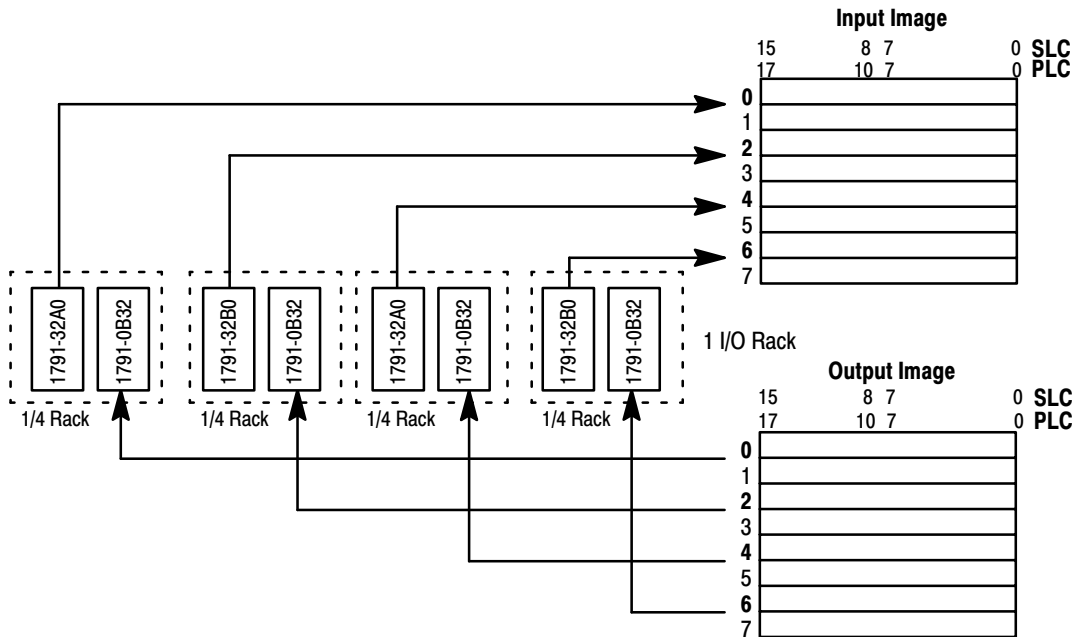 Input Image
15 8 7 0 SLC
17 10 7 0 PLC
0
1
2
3
4
5
6
7
1791-32A0
1791-0B32
1791-32B0
1791-0B32
1791-32A0
1791-0B32
1791-32B0
1791-0B32
1 I/O Rack
1/4 Rack
1/4 Rack
1/4 Rack
1/4 Rack
Output Image
15 8 7 0 SLC
17 10 7 0 PLC
0
1
2
3
4
5
6
7